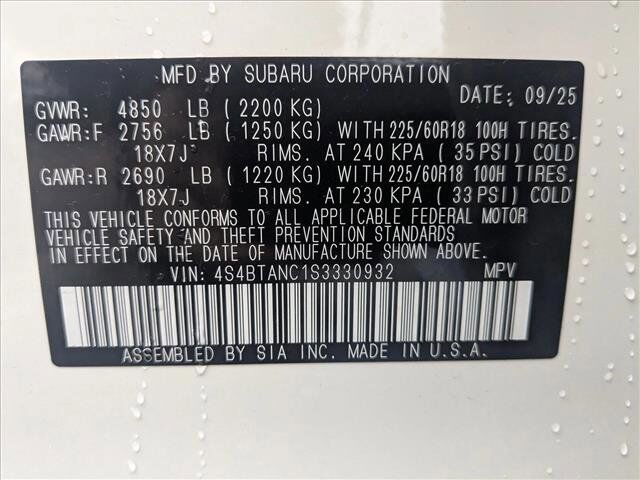 MFD BY SUBARU CORPORATION
DATE: 09/25
GVWR: 4850 LB (2200 KG)
GAWR:F 2756 LB (1250 KG) WITH 225/60R18 100H TIRES.
18X7J RIMS. AT 240 KPA (35 PSI) COLD
GAWR:R 2690 LB (1220 KG) WITH 225/60R18 100H TIRES.
18X7J RIMS. AT 230 KPA (33 PSI) COLD
THIS VEHICLE CONFORMS TO ALL APPLICABLE FEDERAL MOTOR
VEHICLE SAFETY AND THEFT PREVENTION STANDARDS
IN EFFECT ON THE DATE OF MANUFACTURE SHOWN ABOVE.
VIN: 4S4BTANC1S3330932 MPV
ASSEMBLED BY SIA INC. MADE IN U.S.A.